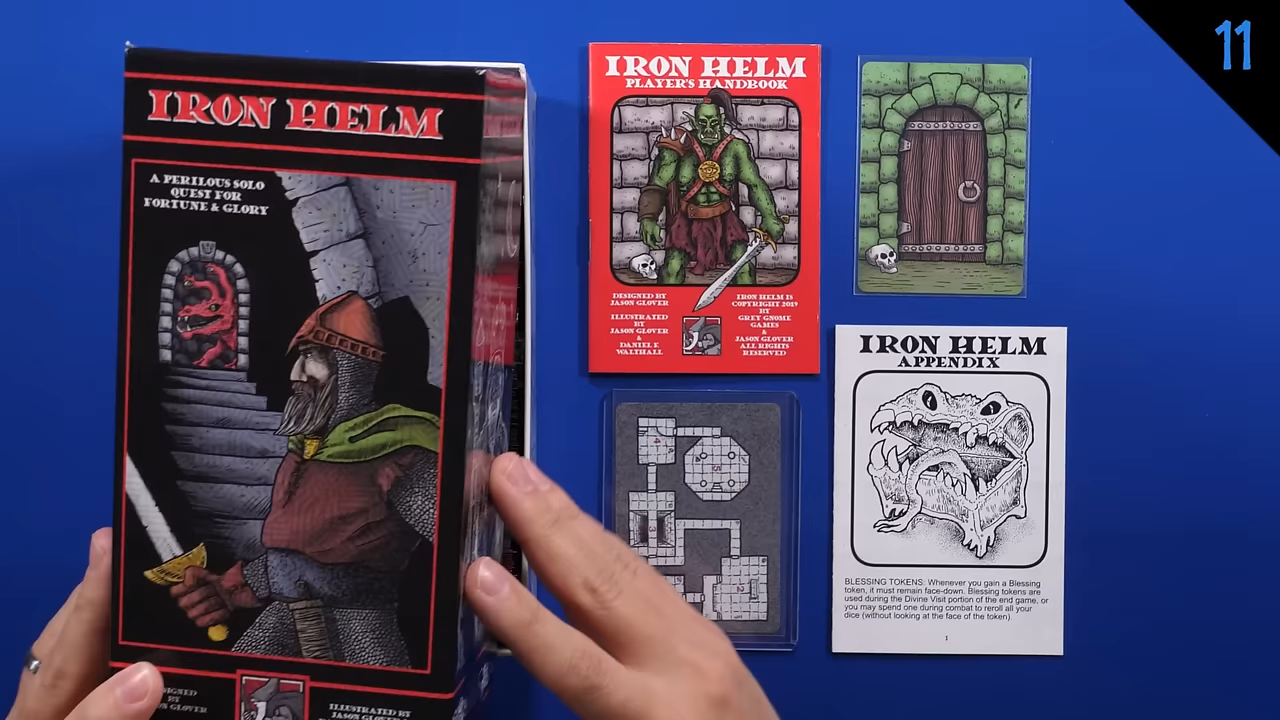 11
IRON HELM
A PERILOUS SOLO
QUEST FOR
FORTUNE & GLORY
BY
ILLUSTRATED BY
IRON HELM
PLAYER'S HANDBOOK
DESIGNED BY
JASON GLOVER
ILLUSTRATED
BY
JASON GLOVER
&
DANIEL F.
WALTHALL
IRON HELM IS
COPYRIGHT 2019
BY
GREY GNOME
GAMES
&
JASON GLOVER
ALL RIGHTS
RESERVED
IRON HELM
APPENDIX
BLESSING TOKENS: Whenever you gain a Blessing
token, it must remain face-down. Blessing tokens are
used during the Divine Visit portion of the end game, or
you may spend one during combat to reroll all your
dice (without looking at the face of the token).
1